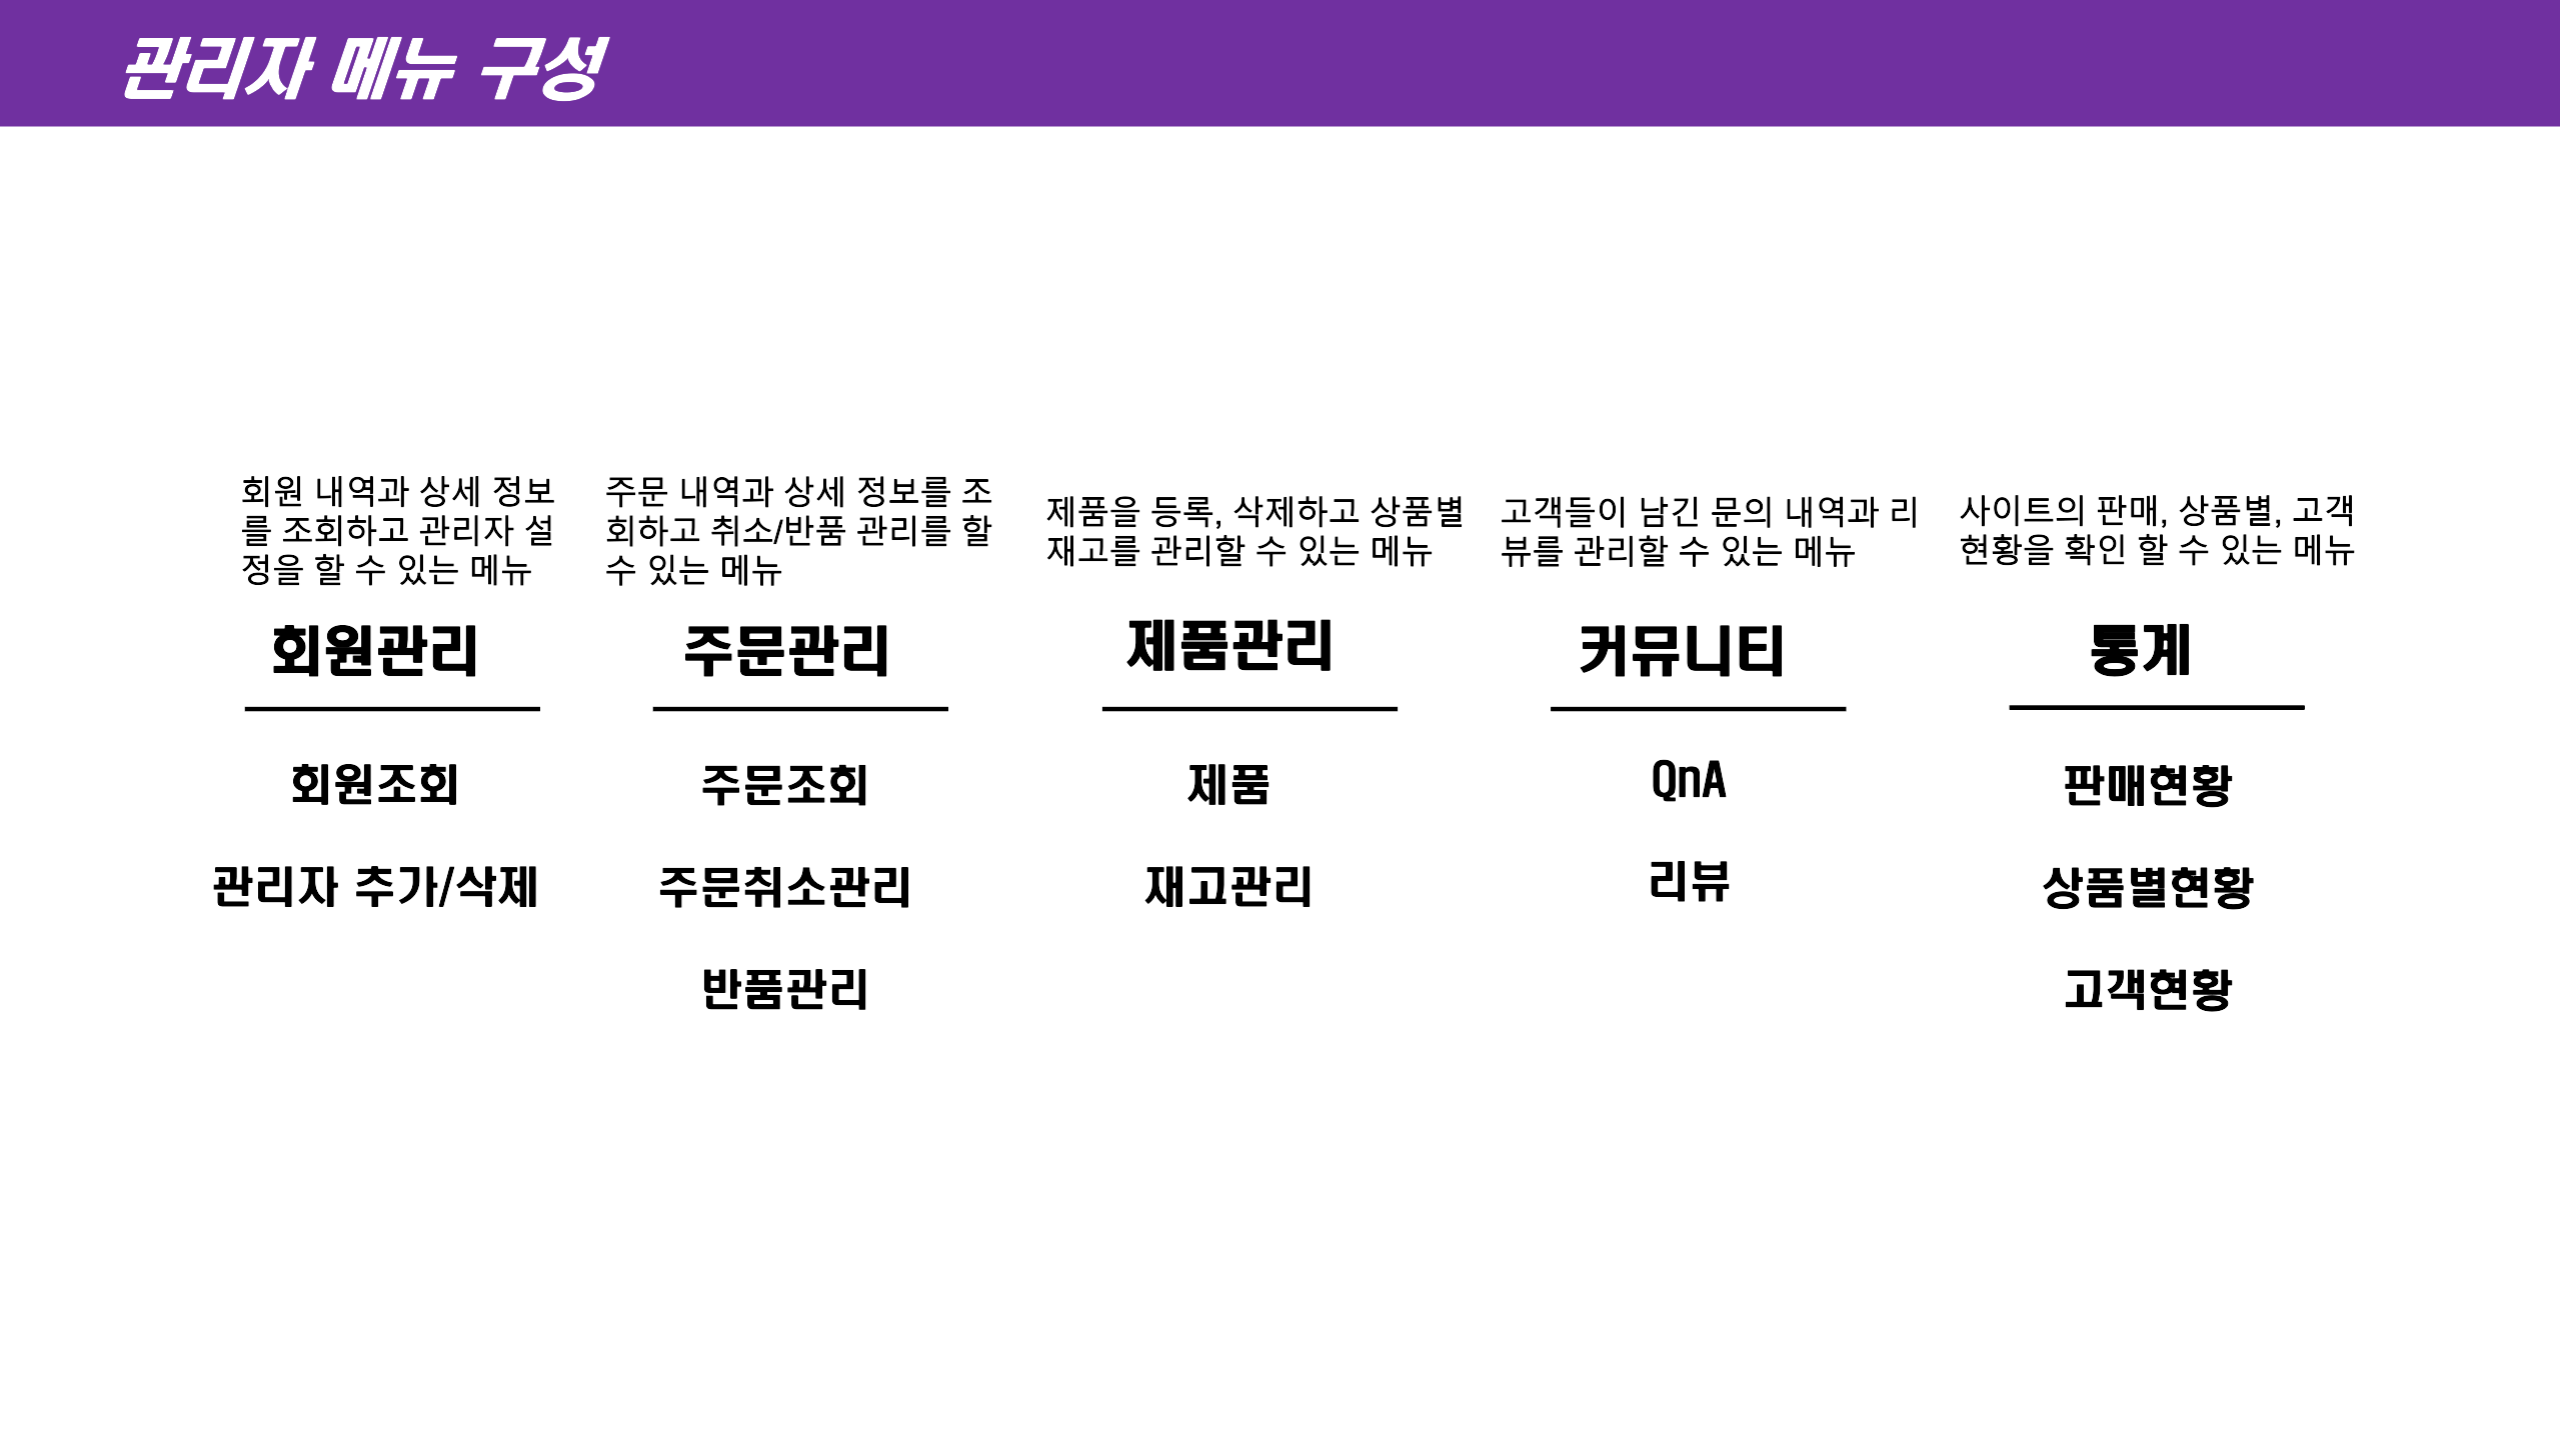 관리자 메뉴 구성
회원 내역과 상세 정보
를 조회하고 관리자 설
정을 할 수 있는 메뉴
회원관리
회원조회
관리자 추가/삭제
주문 내역과 상세 정보를 조
회하고 취소/반품 관리를 할
수 있는 메뉴
주문관리
주문조회
주문취소관리
반품관리
제품을 등록, 삭제하고 상품별
재고를 관리할 수 있는 메뉴
제품관리
제품
재고관리
고객들이 남긴 문의 내역과 리
뷰를 관리할 수 있는 메뉴
커뮤니티
QnA
리뷰
사이트의 판매, 상품별, 고객
현황을 확인 할 수 있는 메뉴
통계
판매현황
상품별현황
고객현황